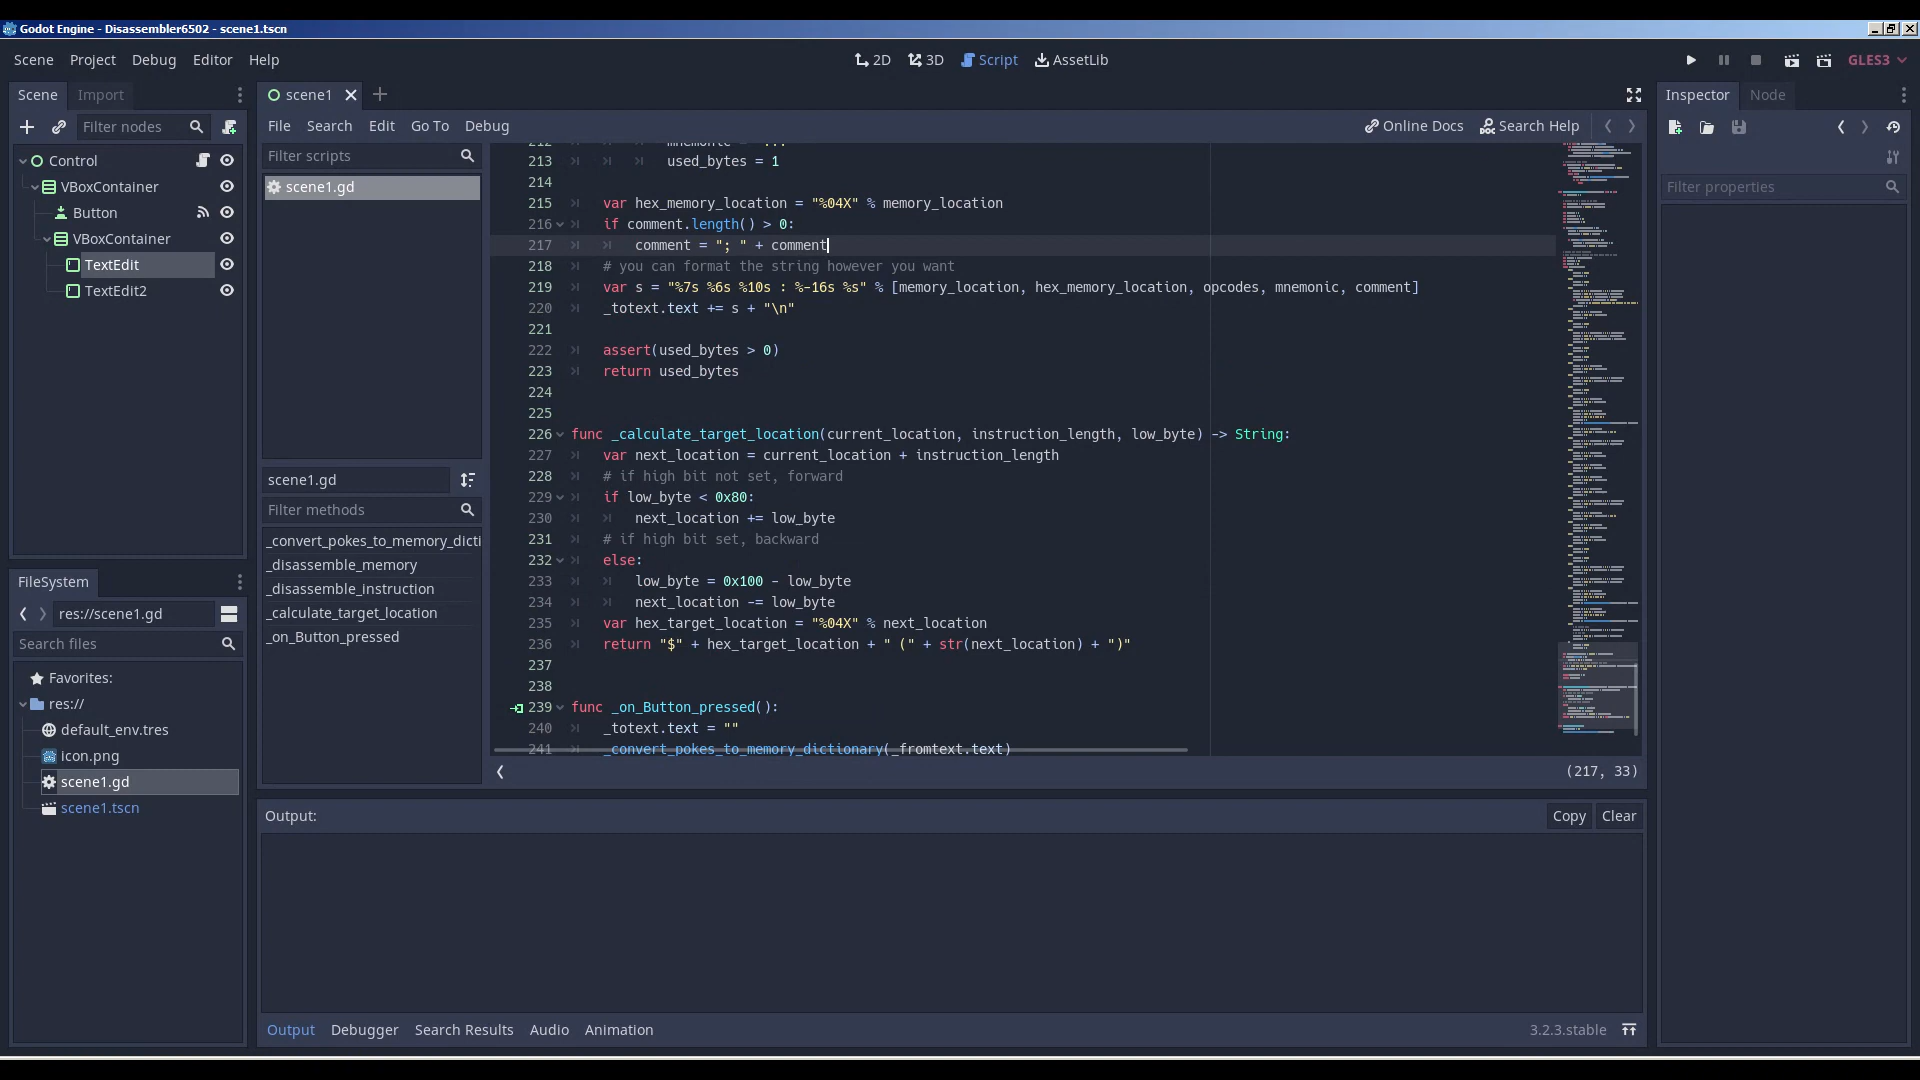 Godot Engine - Disassembler6502 - scene1.tscn
Scene Project Debug Editor Help
2D 3D Script AssetLib
GLES3
Scene Import
scene1
Inspector Node
Filter nodes
File Search Edit Go To Debug
Online Docs Search Help
Filter scripts
scene1.gd
Filter properties
Control
VBoxContainer
Button
VBoxContainer
TextEdit
TextEdit2
213 used_bytes = 1
214
215 var hex_memory_location = "%04X" % memory_location
216 if comment.length() > 0:
217 comment = "; " + comment
218 # you can format the string however you want
219 var s = "%7s %6s %10s : %-16s %s" % [memory_location, hex_memory_location, opcodes, mnemonic, comment]
220 _totext.text += s + "\n"
221
222 assert(used_bytes > 0)
223 return used_bytes
224
225
226 func _calculate_target_location(current_location, instruction_length, low_byte) -> String:
227 var next_location = current_location + instruction_length
228 # if high bit not set, forward
229 if low_byte < 0x80:
230 next_location += low_byte
231 # if high bit set, backward
232 else:
233 low_byte = 0x100 - low_byte
234 next_location -= low_byte
235 var hex_target_location = "%04X" % next_location
236 return "$" + hex_target_location + " (" + str(next_location) + ")"
237
238
239 func _on_Button_pressed():
240 _totext.text = ""
241 _convert_pokes_to_memory_dictionary(_fromtext.text)
(217, 33)
scene1.gd
Filter methods
_convert_pokes_to_memory_dicti
_disassemble_memory
_disassemble_instruction
_calculate_target_location
_on_Button_pressed
FileSystem
res://scene1.gd
Search files
Favorites:
res://
default_env.tres
icon.png
scene1.gd
scene1.tscn
Output:
Copy Clear
Output Debugger Search Results Audio Animation
3.2.3.stable